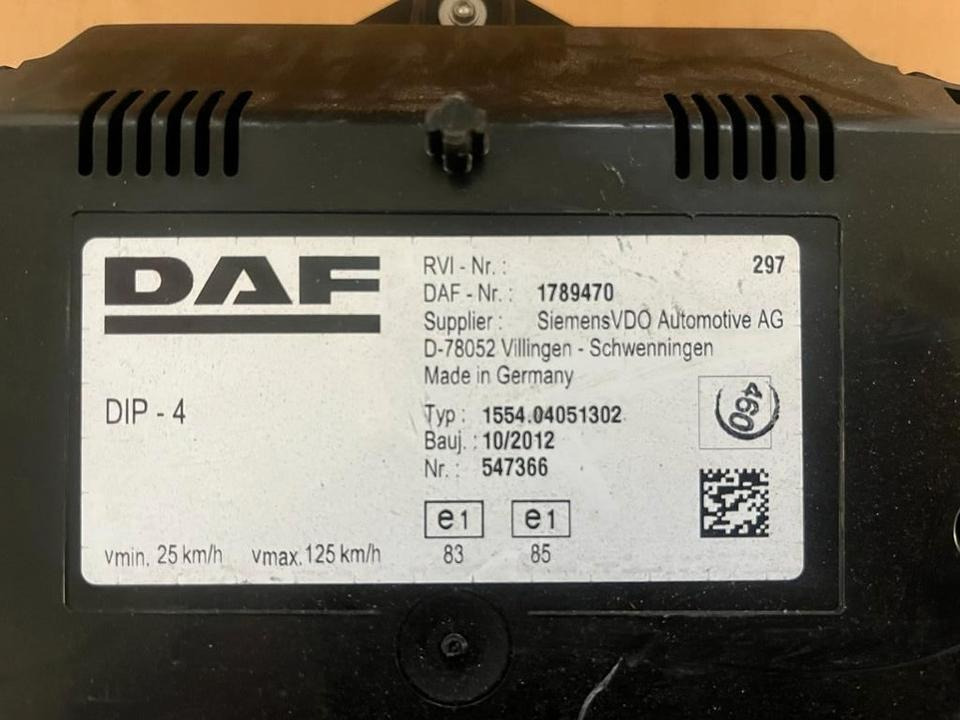 DAF
DIP - 4
vmin. 25 km/h vmax. 125 km/h
RVI - Nr. : 297
DAF - Nr. : 1789470
Supplier : SiemensVDO Automotive AG
D-78052 Villingen - Schwenningen
Made in Germany
Typ : 1554.04051302
Bauj. : 10/2012
Nr. : 547366
460
e1 e1
83 85